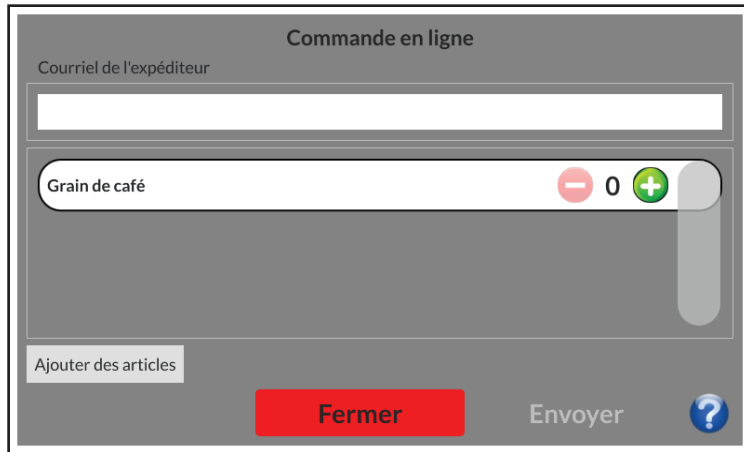 Commande en ligne
Courriel de l'expéditeur
Grain de café 0
Ajouter des articles
Fermer Envoyer ?